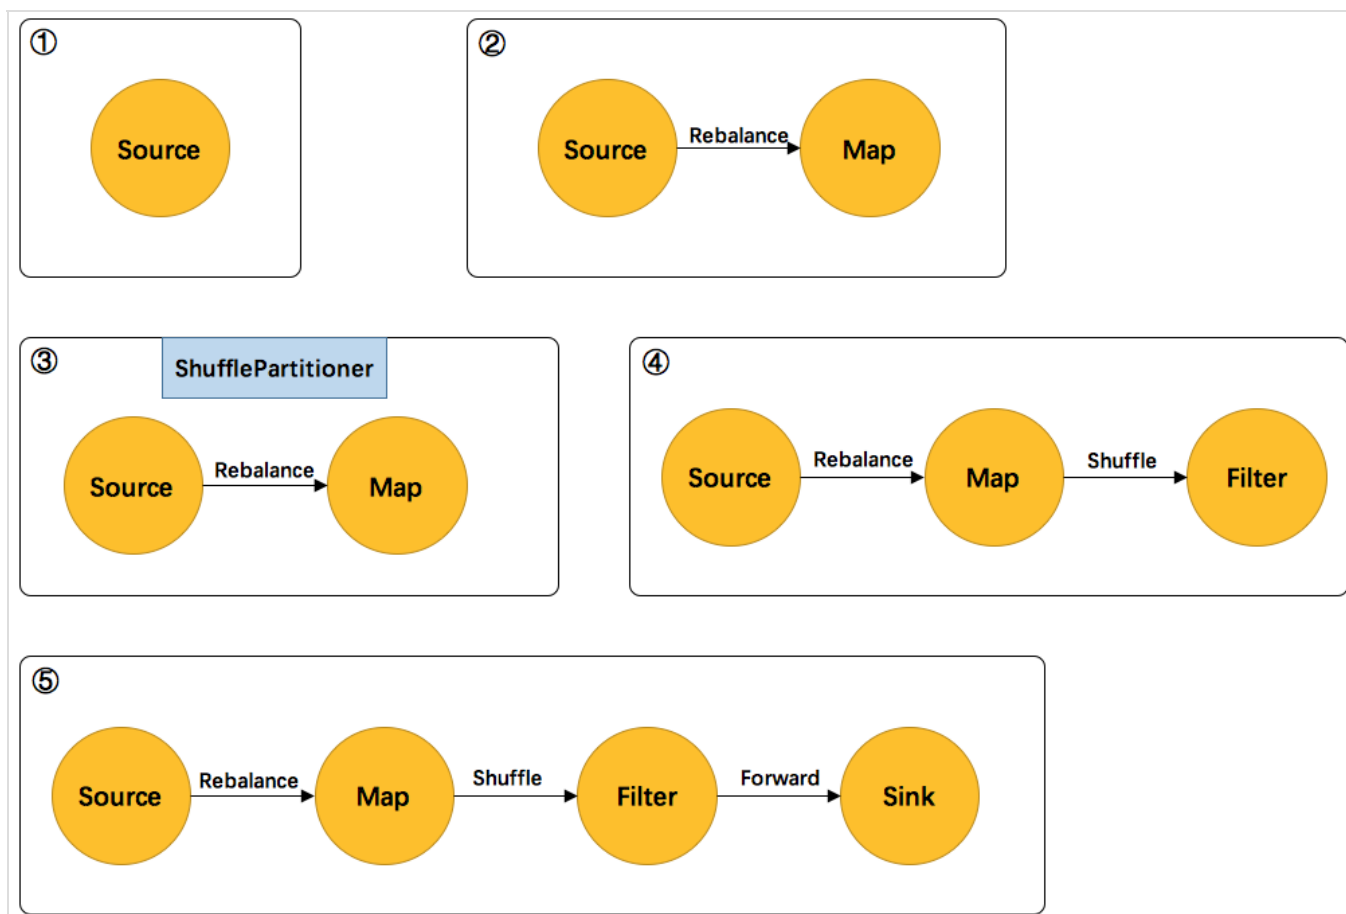 ①
Source
②
Source
Rebalance
Map
③
ShufflePartitioner
Source
Rebalance
Map
④
Source
Rebalance
Map
Shuffle
Filter
⑤
Source
Rebalance
Map
Shuffle
Filter
Forward
Sink